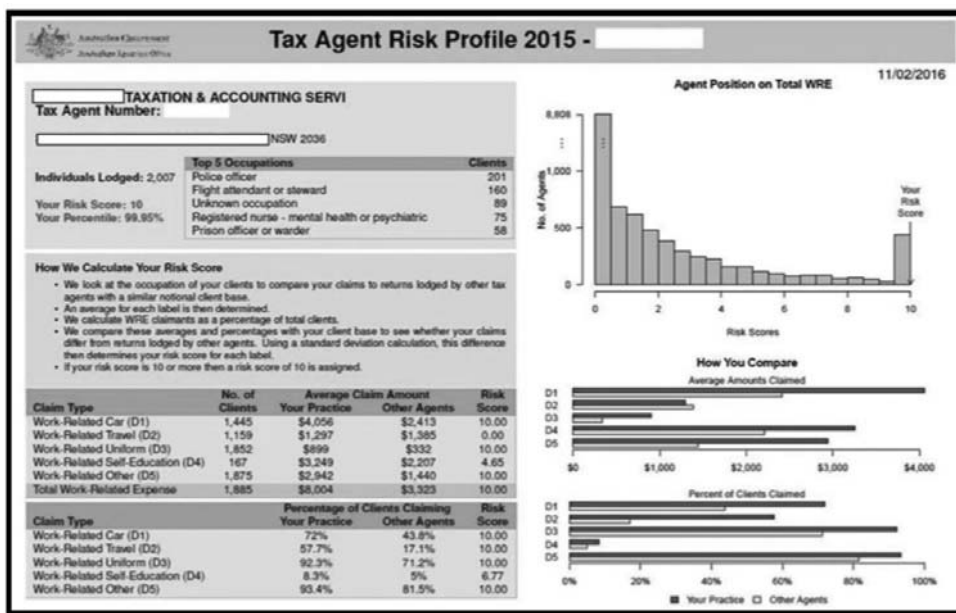 Australian Government
Australian Taxation Office
Tax Agent Risk Profile 2015 -
11/02/2016
TAXATION & ACCOUNTING SERVI
Tax Agent Number:
NSW 2036
Individuals Lodged: 2,007
Your Risk Score: 10
Your Percentile: 99.95%
Top 5 Occupations Clients
Police officer 201
Flight attendant or steward 160
Unknown occupation 89
Registered nurse - mental health or psychiatric 75
Prison officer or warder 58
How We Calculate Your Risk Score
• We look at the occupation of your clients to compare your claims to returns lodged by other tax
agents with a similar notional client base.
• An average for each label is then determined.
• We calculate WRE claimants as a percentage of total clients.
• We compare these averages and percentages with your client base to see whether your claims
differ from returns lodged by other agents. Using a standard deviation calculation, this difference
then determines your risk score for each label.
• If your risk score is 10 or more then a risk score of 10 is assigned.
No. of Average Claim Amount Risk
Claim Type Clients Your Practice Other Agents Score
Work-Related Car (D1) 1,445 $4,056 $2,413 10.00
Work-Related Travel (D2) 1,159 $1,297 $1,385 0.00
Work-Related Uniform (D3) 1,852 $899 $332 10.00
Work-Related Self-Education (D4) 167 $3,249 $2,207 4.65
Work-Related Other (D5) 1,875 $2,942 $1,440 10.00
Total Work-Related Expense 1,885 $8,004 $3,323 10.00
Percentage of Clients Claiming Risk
Claim Type Your Practice Other Agents Score
Work-Related Car (D1) 72% 43.8% 10.00
Work-Related Travel (D2) 57.7% 17.1% 10.00
Work-Related Uniform (D3) 92.3% 71.2% 10.00
Work-Related Self-Education (D4) 8.3% 5% 6.77
Work-Related Other (D5) 93.4% 81.5% 10.00
Agent Position on Total WRE
No. of Agents
8,808
1,000
500
0
Your
Risk
Score
0 2 4 6 8 10
Risk Scores
How You Compare
Average Amounts Claimed
D1
D2
D3
D4
D5
$0 $1,000 $2,000 $3,000 $4,000
Percent of Clients Claimed
D1
D2
D3
D4
D5
0% 20% 40% 60% 80% 100%
Your Practice Other Agents